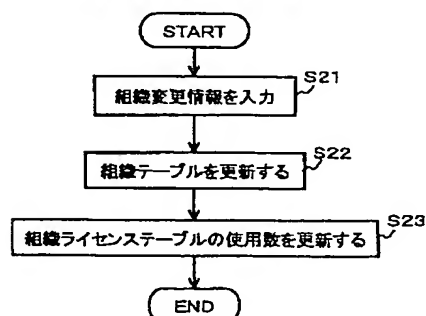 START
S21
組織変更情報を入力
S22
組織テーブルを更新する
S23
組織ライセンステーブルの使用数を更新する
END